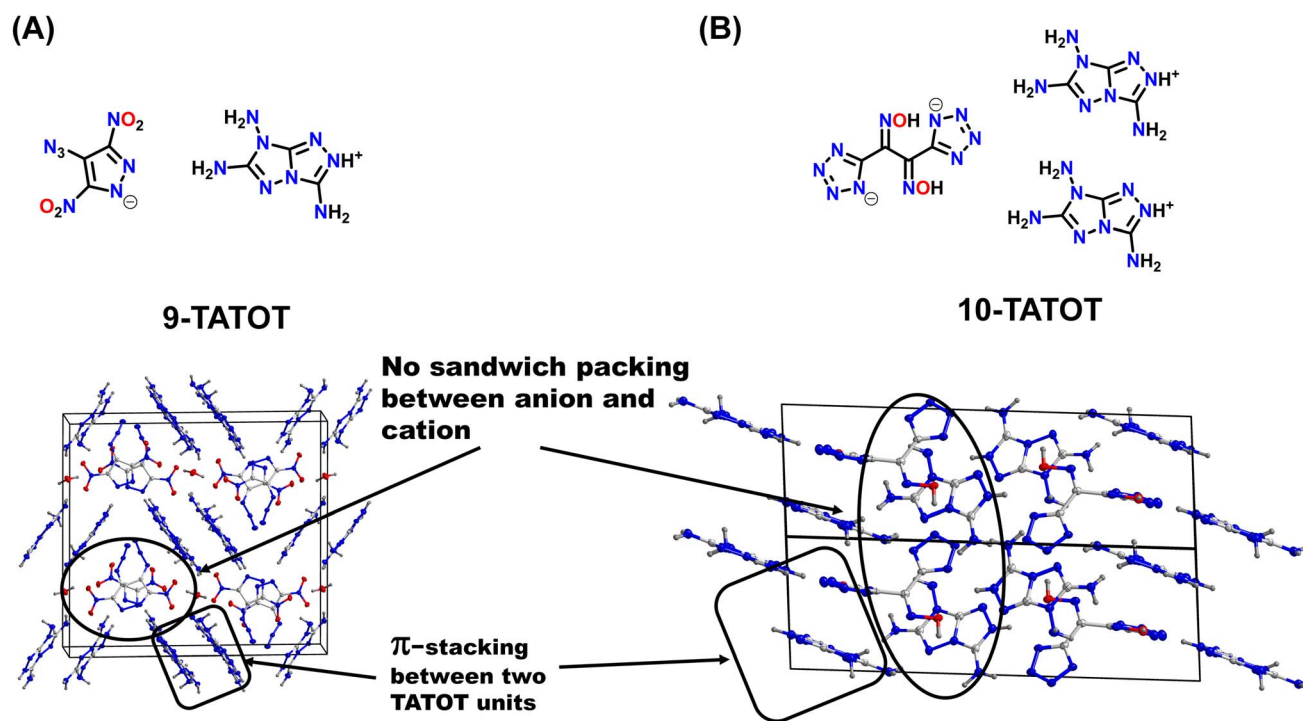 (A)
(B)
NO₂
N₃
N
O₂N
N
⊖
H₂N
N
N
H₂N
NH⁺
N
N
NH₂
NOH
⊖
N
N
N
N
N
N
N
N
⊖
NOH
H₂N
N
N
H₂N
NH⁺
N
N
NH₂
H₂N
N
N
H₂N
NH⁺
N
N
NH₂
9-TATOT
10-TATOT
No sandwich packing
between anion and
cation
π-stacking
between two
TATOT units